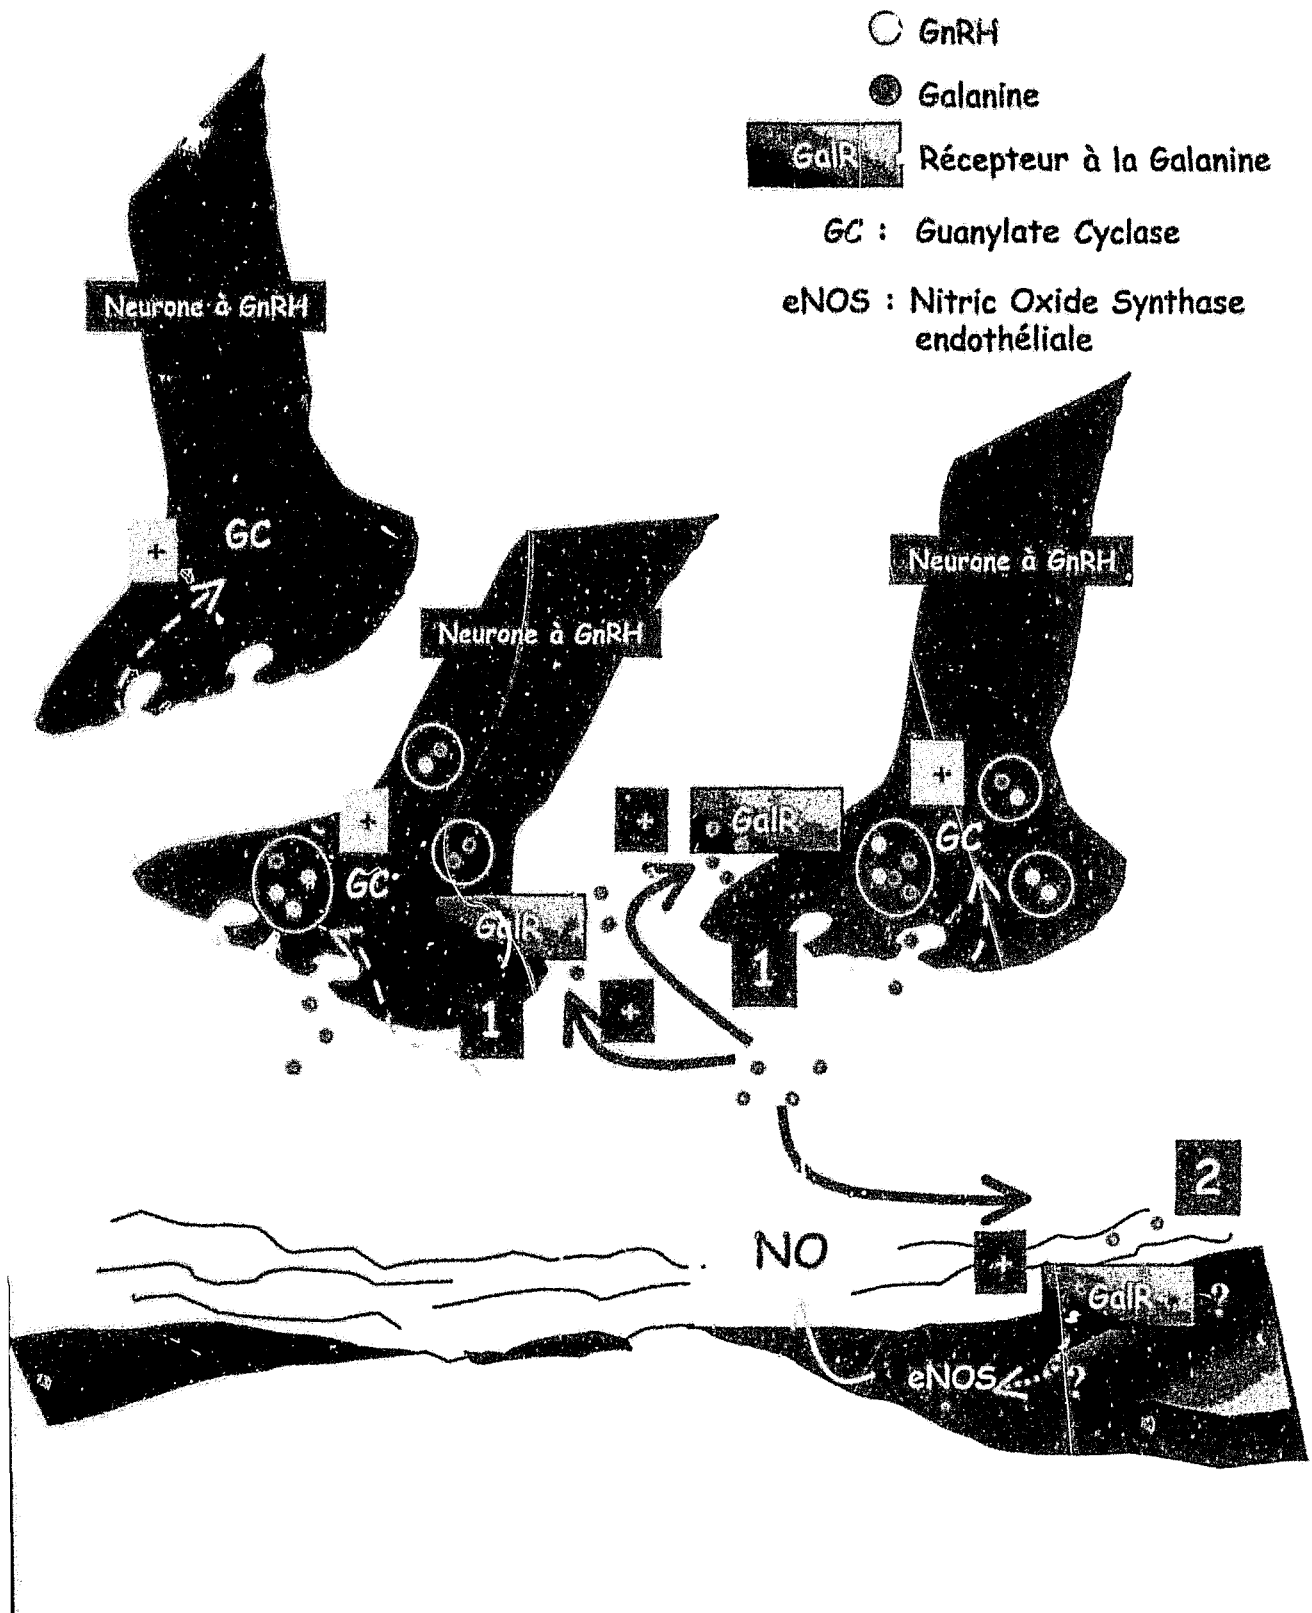 GnRH
Galanine
GalR Récepteur à la Galanine
GC : Guanylate Cyclase
eNOS : Nitric Oxide Synthase
endothéliale
Neurone à GnRH
+ GC
Neurone à GnRH
Neurone à GnRH
+
+
+ GalR
GC
GC
GalR
1
1
+
2
NO
+
GalR ?
eNOS ?